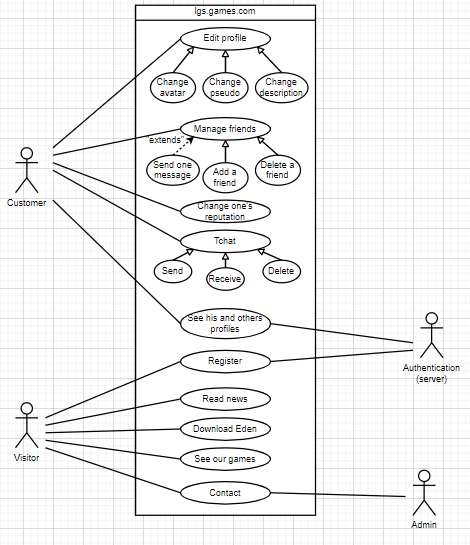 lgs.games.com
Edit profile
Change
avatar
Change
pseudo
Change
description
Manage friends
"extends"
Send one
message
Add a
friend
Delete a
friend
Customer
Change one's
reputation
Tchat
Send
Receive
Delete
See his and others
profiles
Authentication
(server)
Register
Read news
Download Eden
See our games
Visitor
Contact
Admin